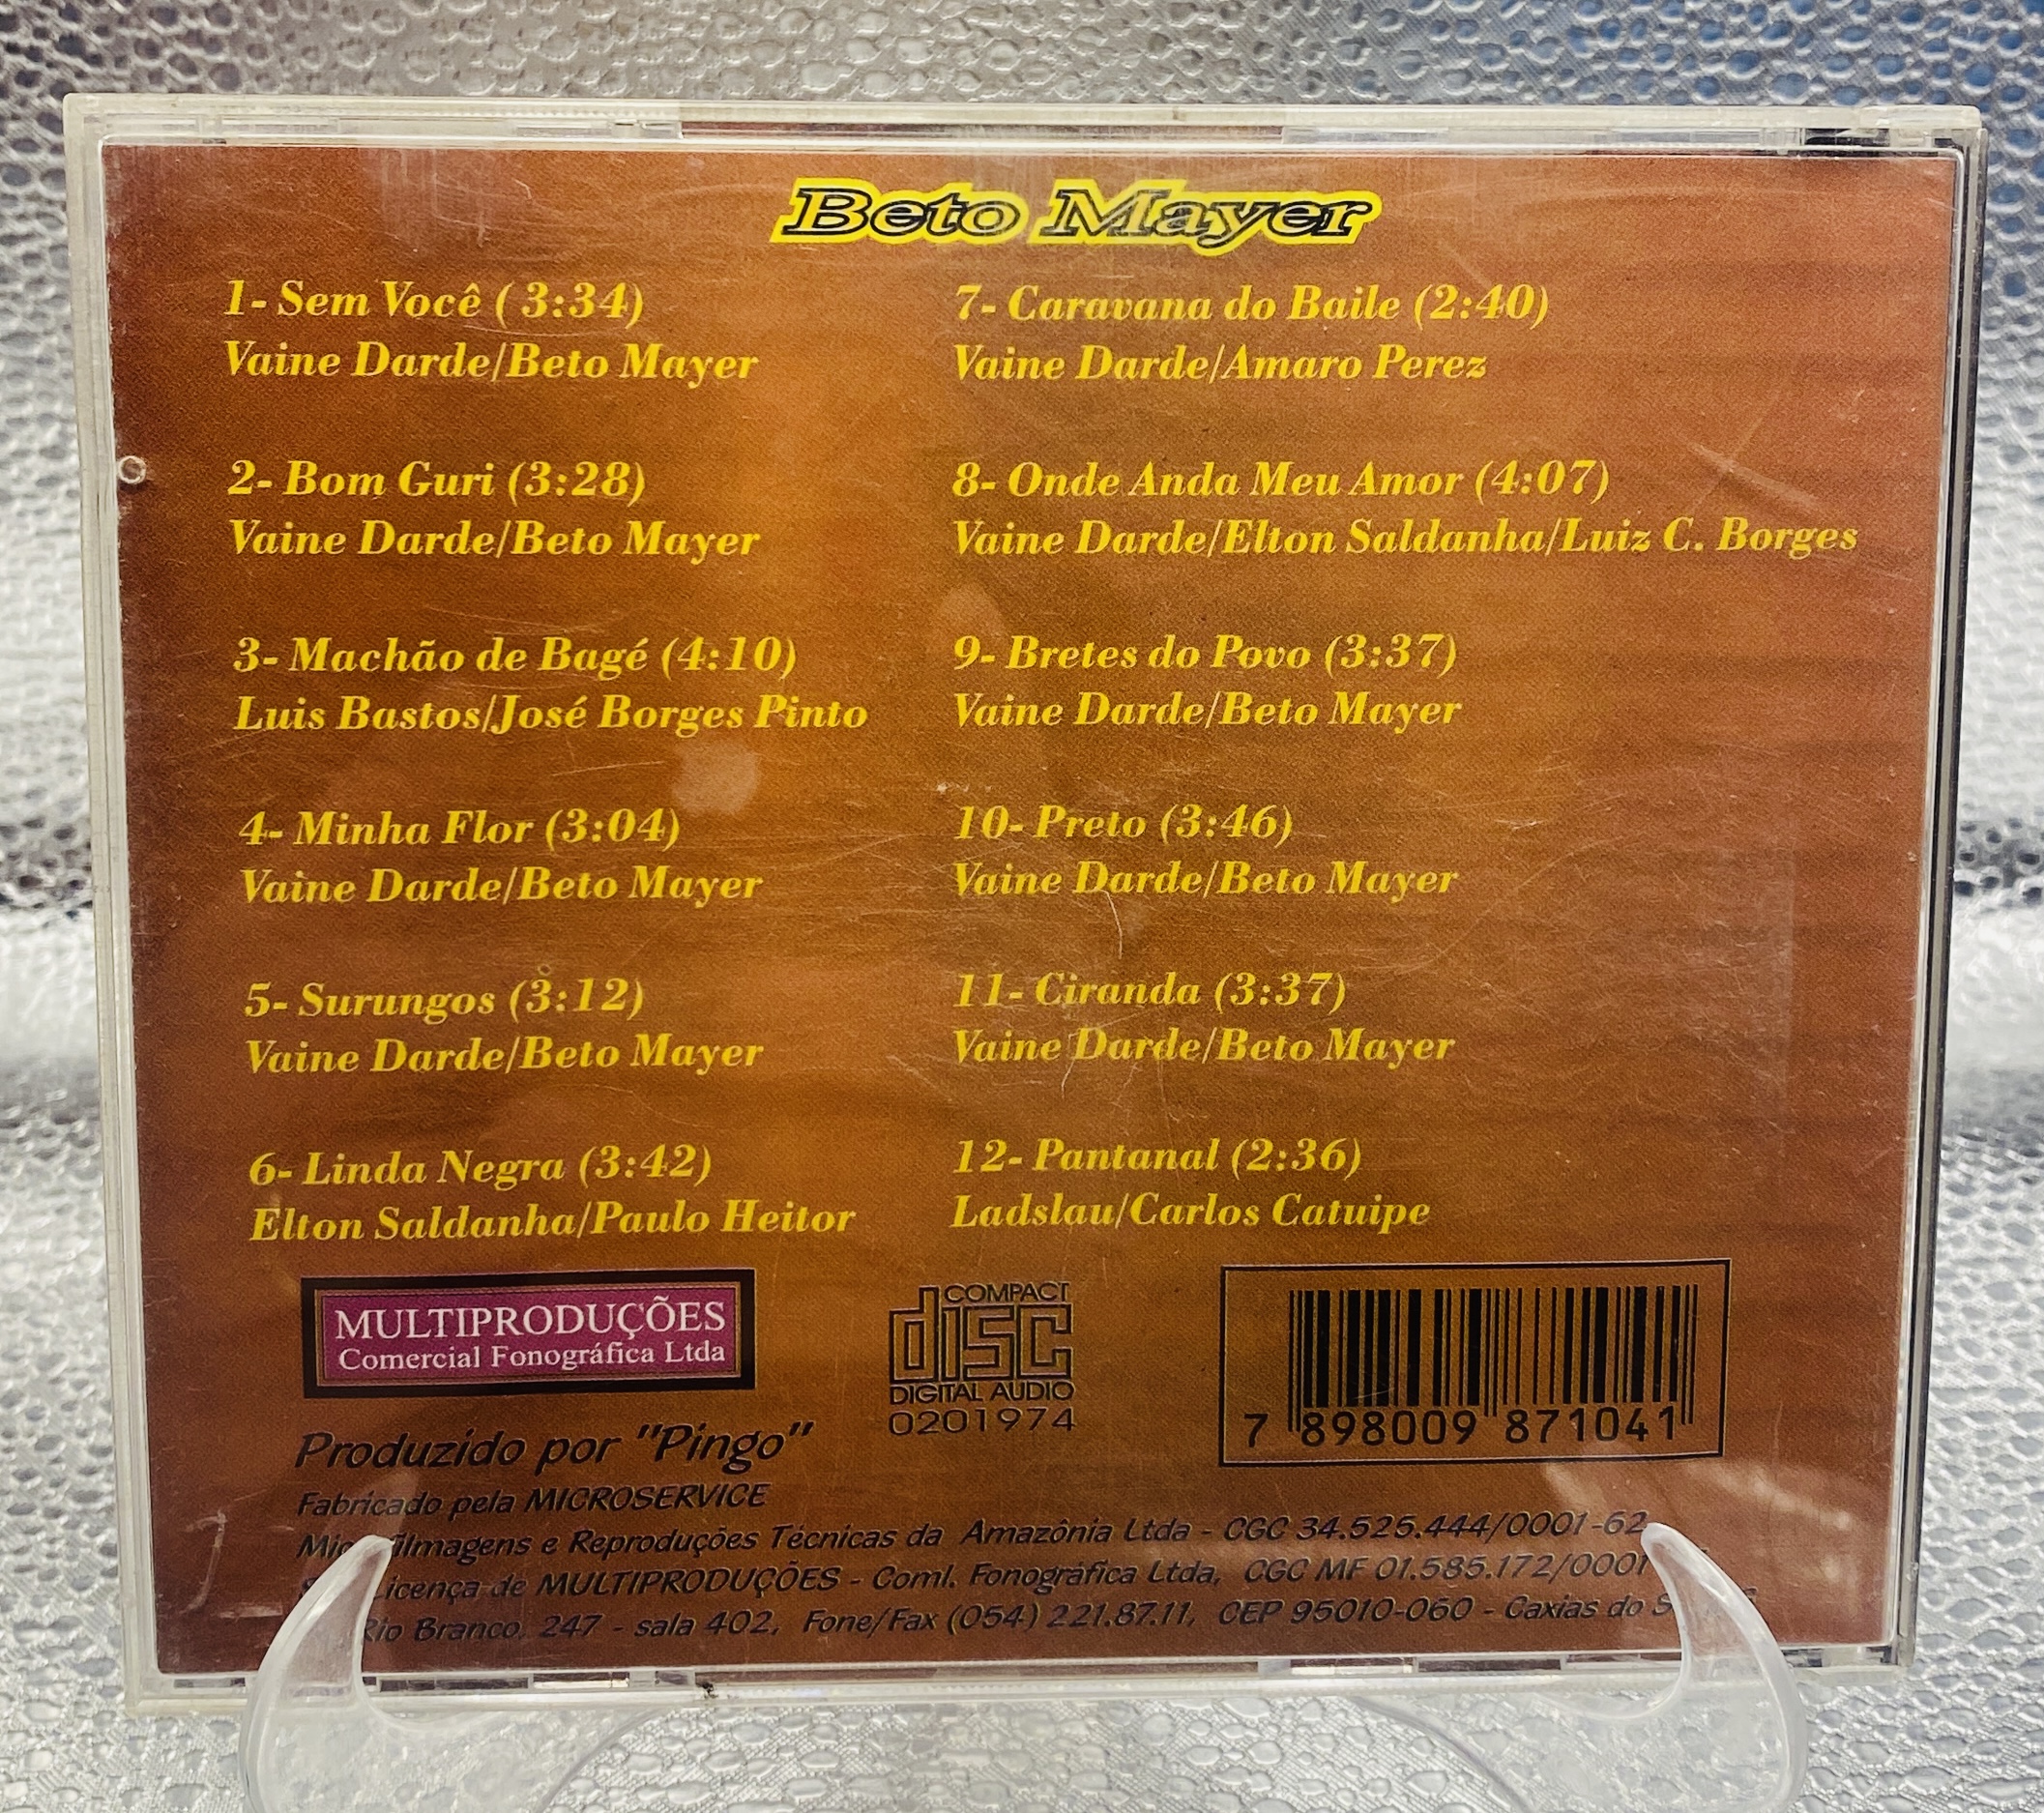 Beto Mayer
1- Sem Você ( 3:34)
Vaine Darde/Beto Mayer
2- Bom Guri (3:28)
Vaine Darde/Beto Mayer
3- Machão de Bagé (4:10)
Luis Bastos/José Borges Pinto
4- Minha Flor (3:04)
Vaine Darde/Beto Mayer
5- Surungos (3:12)
Vaine Darde/Beto Mayer
6- Linda Negra (3:42)
Elton Saldanha/Paulo Heitor
7- Caravana do Baile (2:40)
Vaine Darde/Amaro Perez
8- Onde Anda Meu Amor (4:07)
Vaine Darde/Elton Saldanha/Luiz C. Borges
9- Bretes do Povo (3:37)
Vaine Darde/Beto Mayer
10- Preto (3:46)
Vaine Darde/Beto Mayer
11- Ciranda (3:37)
Vaine Darde/Beto Mayer
12- Pantanal (2:36)
Ladslau/Carlos Catuipe
MULTIPRODUÇÕES
Comercial Fonográfica Ltda
COMPACT
disc
DIGITAL AUDIO
0201974
7 898009 871041
Produzido por "Pingo"
Fabricado pela MICROSERVICE
e Reproduções Técnicas da Amazônia Ltda - CGC 34.525.444/0001-62
Licença de MULTIPRODUÇÕES - Coml. Fonográfica Ltda, CGC MF 01.585.172/0001
Rio Branco, 247 - sala 402, Fone/Fax (054) 221.87.11, CEP 95010-060 - Caxias do